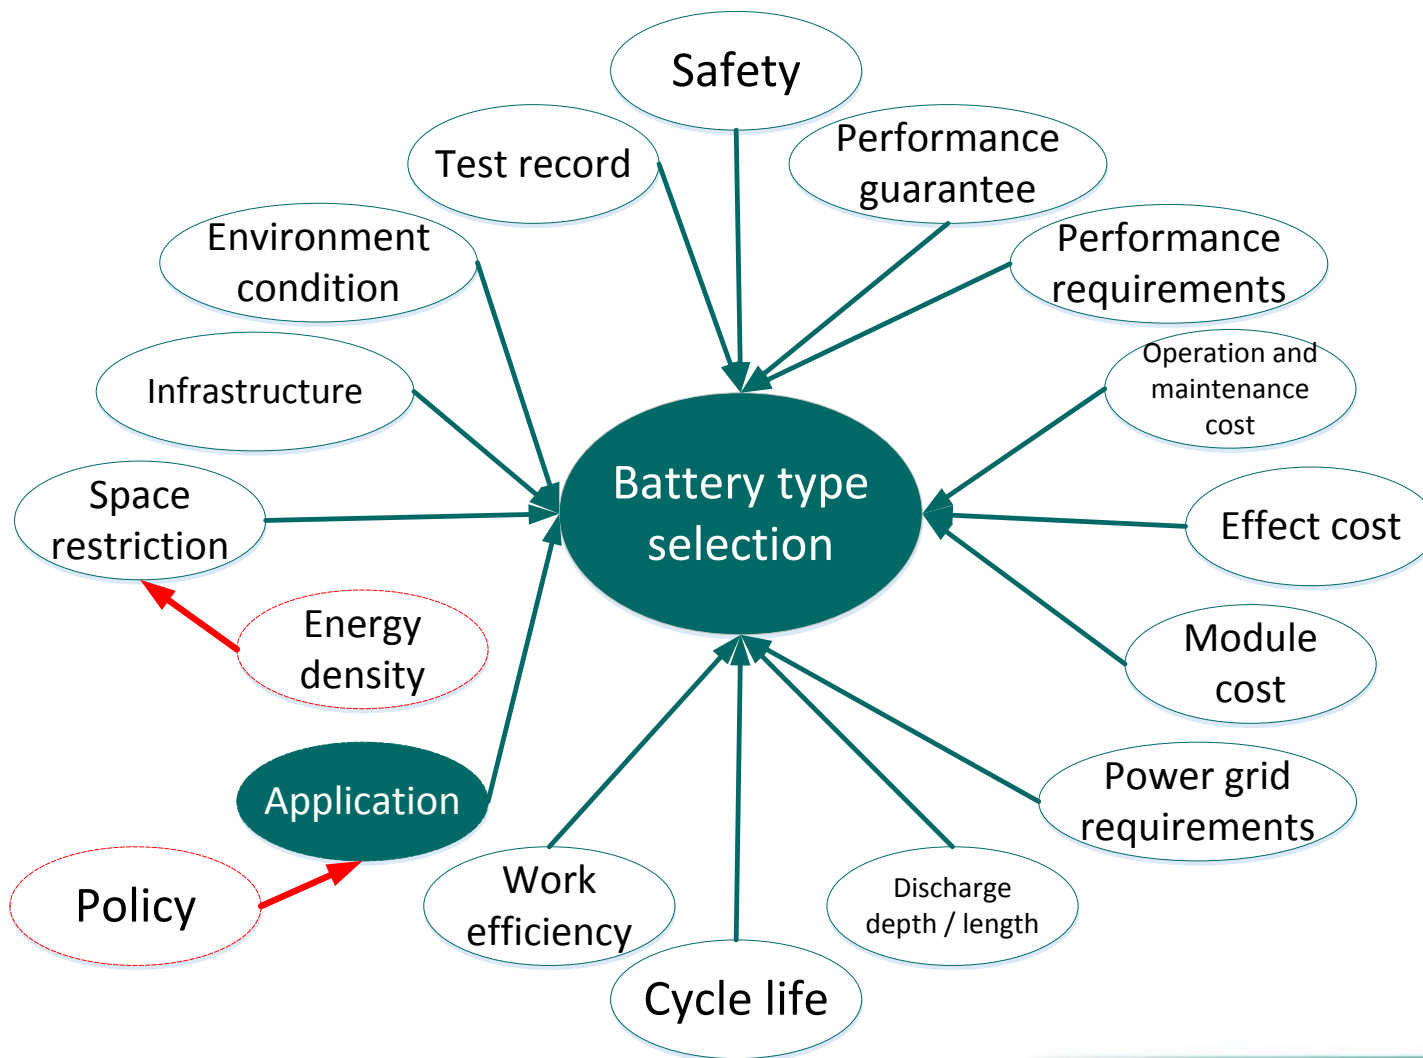 Safety
Test record
Performance
guarantee
Environment
condition
Performance
requirements
Infrastructure
Operation and
maintenance
cost
Battery type
selection
Space
restriction
Effect cost
Energy
density
Module
cost
Application
Power grid
requirements
Policy
Work
efficiency
Discharge
depth / length
Cycle life